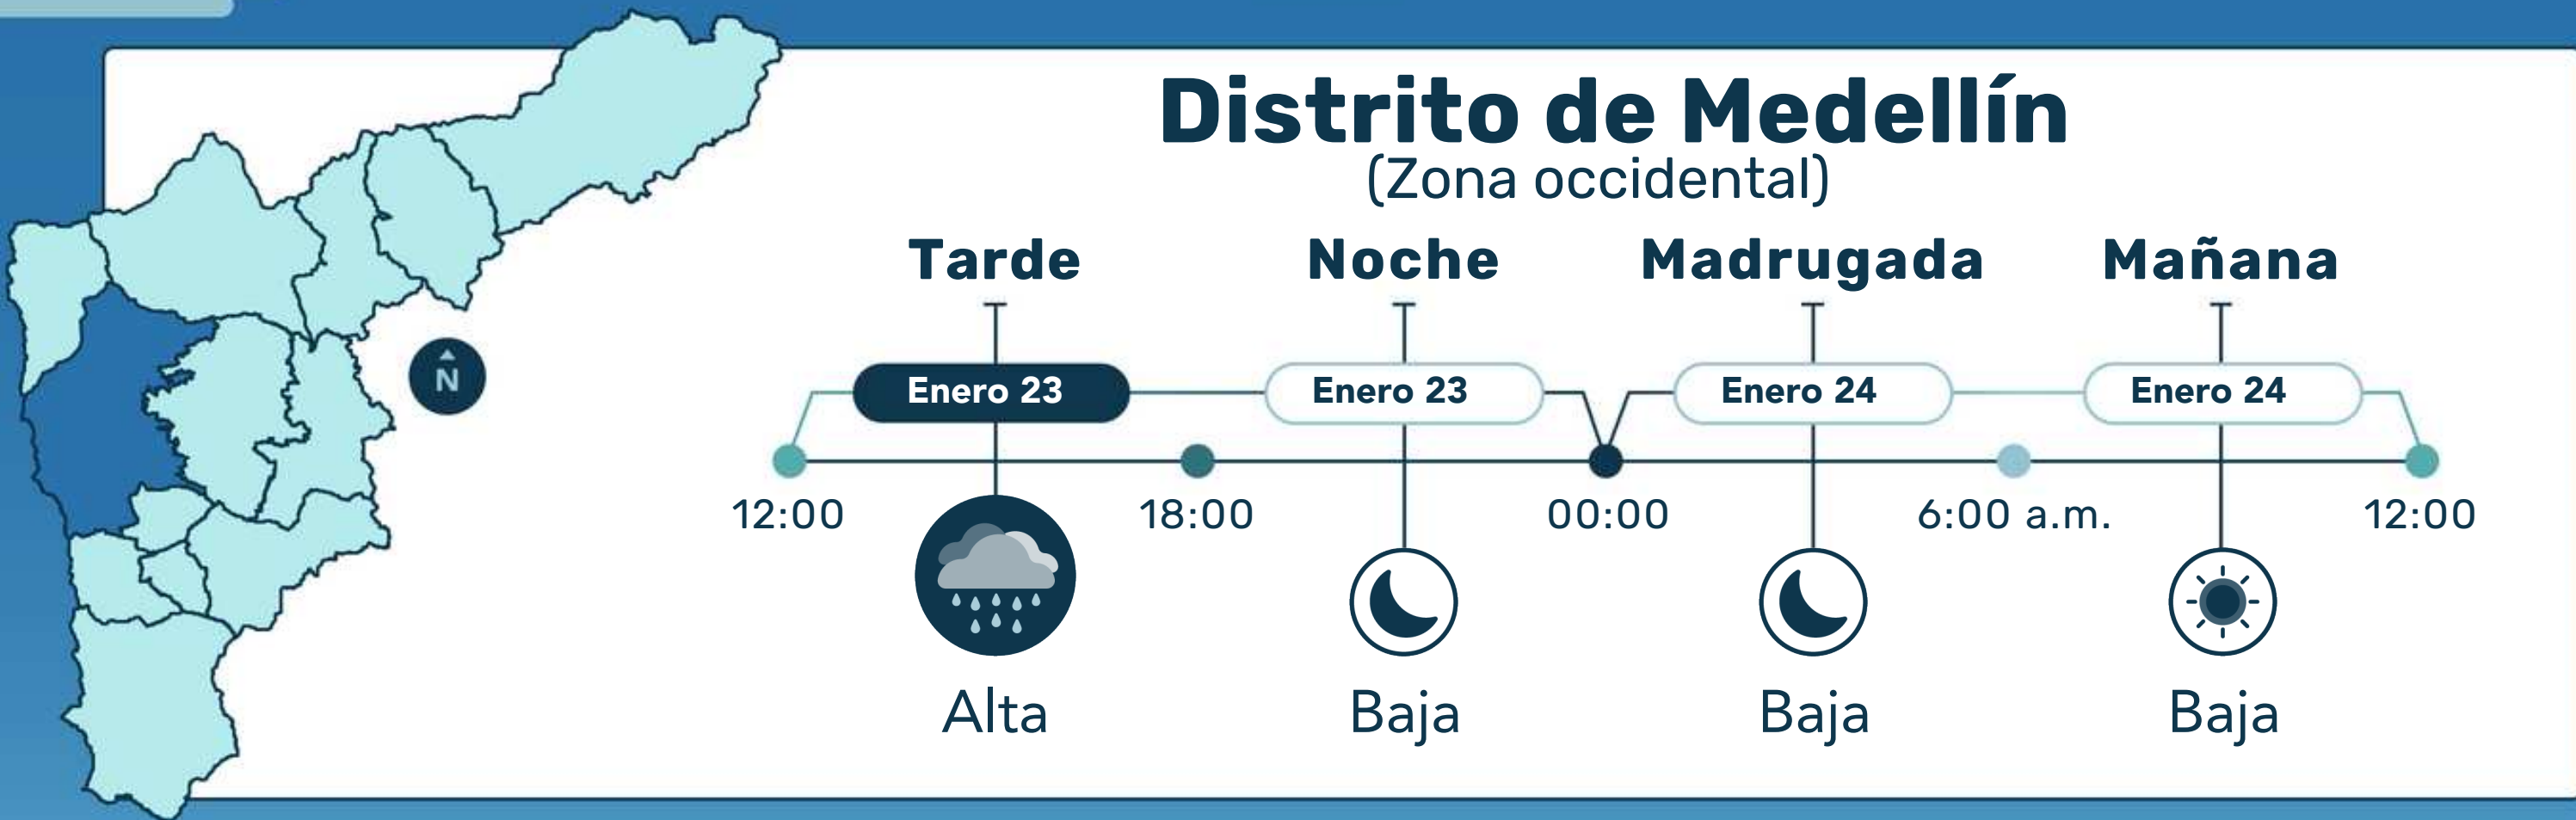 Distrito de Medellín
(Zona occidental)
Tarde Noche Madrugada Mañana
Enero 23 Enero 23 Enero 24 Enero 24
N
12:00 18:00 00:00 6:00 a.m. 12:00
Alta Baja Baja Baja